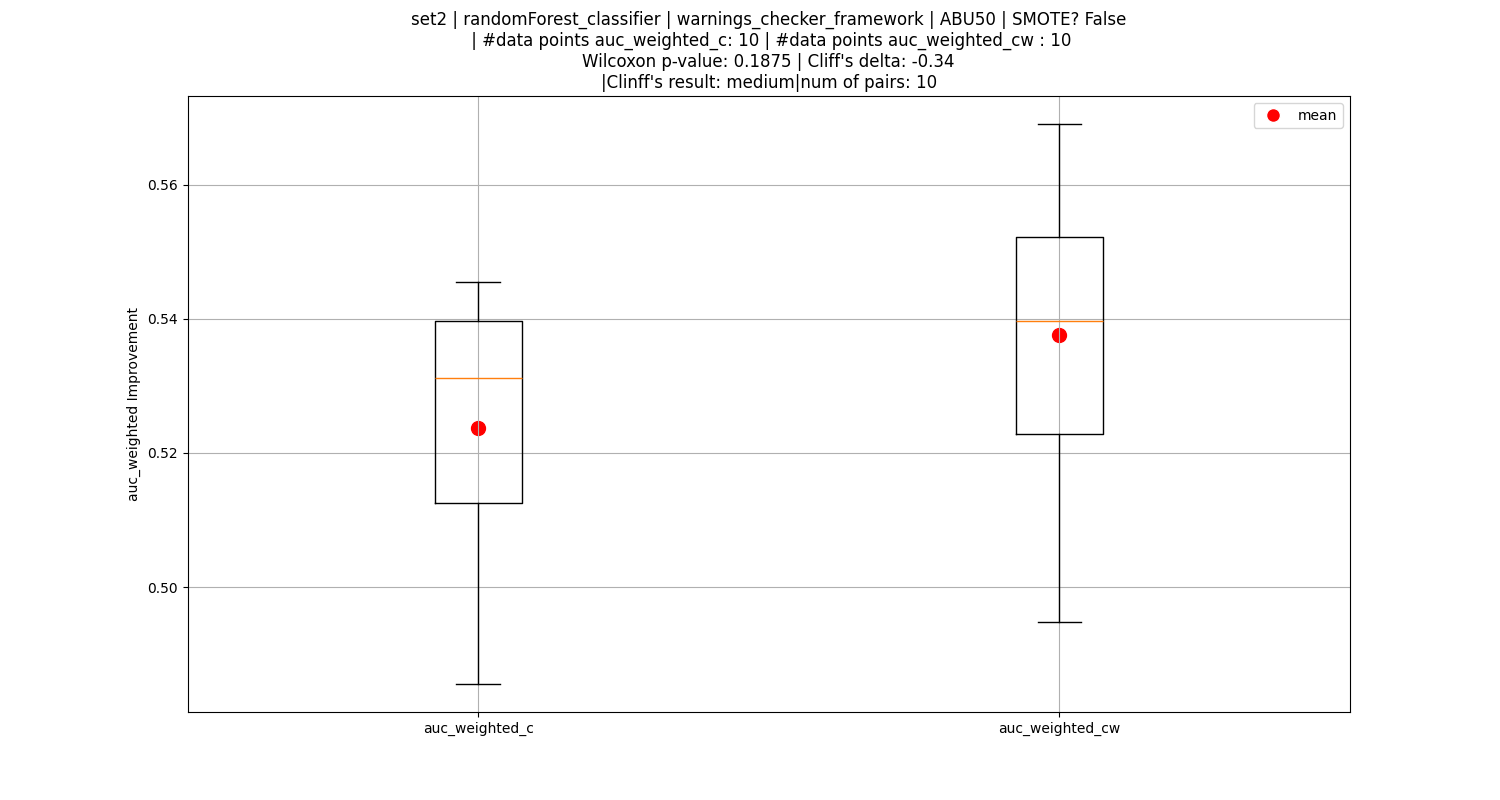 set2 | randomForest_classifier | warnings_checker_framework | ABU50 | SMOTE? False
| #data points auc_weighted_c: 10 | #data points auc_weighted_cw : 10
Wilcoxon p-value: 0.1875 | Cliff's delta: -0.34
|Clinff's result: medium|num of pairs: 10
mean
0.56
0.54
0.52
0.50
auc_weighted Improvement
auc_weighted_c
auc_weighted_cw